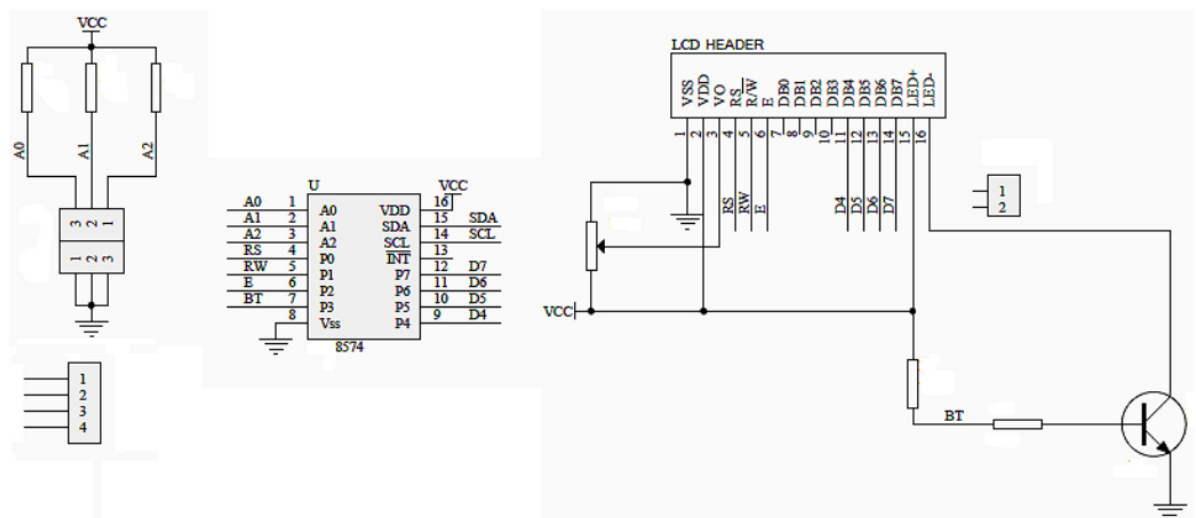 VCC
A0
A1
A2
3 2 1
1 2 3
1
2
3
4
U
VCC
A0 1 A0 VDD 16
A1 2 A1 SDA 15 SDA
A2 3 A2 SCL 14 SCL
RS 4 P0 INT 13
RW 5 P1 P7 12 D7
E 6 P2 P6 11 D6
BT 7 P3 P5 10 D5
8 Vss P4 9 D4
8574
LCD HEADER
VSS VDD VO RS R/W E DB0 DB1 DB2 DB3 DB4 DB5 DB6 DB7 LED+ LED-
1 2 3 4 5 6 7 8 9 10 11 12 13 14 15 16
RS RW E D4 D5 D6 D7
1
2
VCC
BT